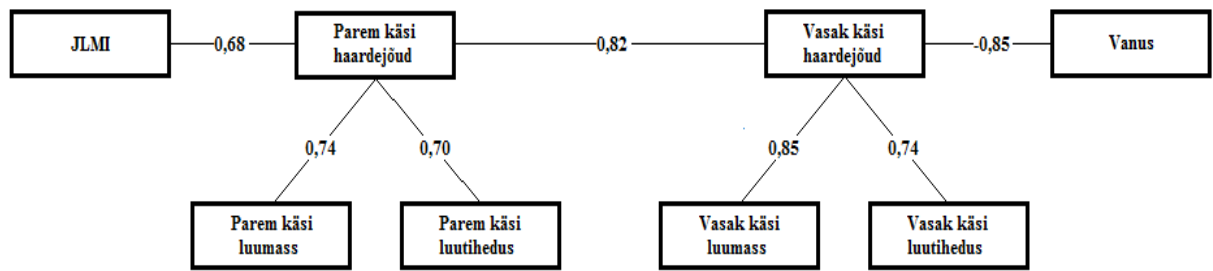 JLMI
0,68
Parem käsi
haardejõud
0,82
Vasak käsi
haardejõud
-0,85
Vanus
0,74
0,70
0,85
0,74
Parem käsi
luumass
Parem käsi
luutihedus
Vasak käsi
luumass
Vasak käsi
luutihedus